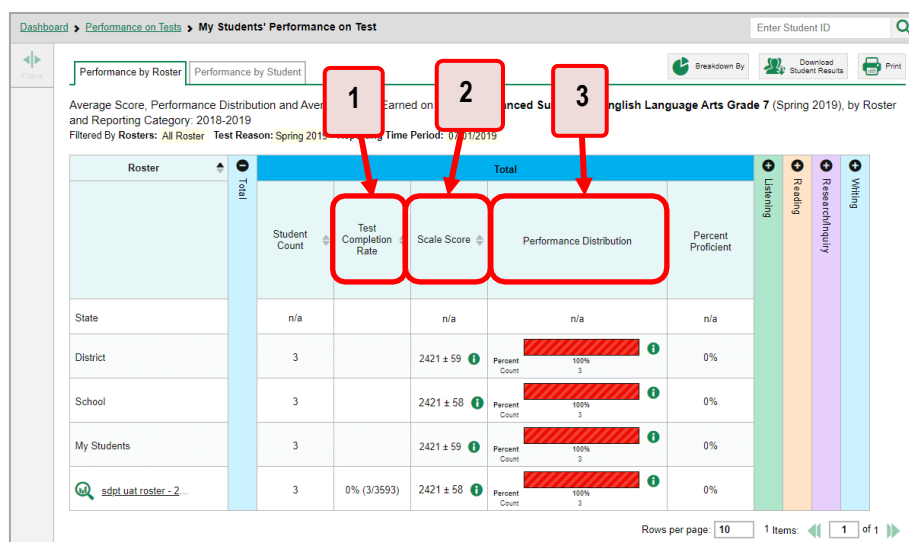 Dashboard > Performance on Tests > My Students' Performance on Test
Enter Student ID
Filters
Performance by Roster
Performance by Student
Breakdown By
Download Student Results
Print
1
2
3
Average Score, Performance Distribution and Aver Earned on anced Su nglish Language Arts Grade 7 (Spring 2019), by Roster
and Reporting Category: 2018-2019
Filtered By Rosters: All Roster Test Reason: Spring 2019 Reporting Time Period: 07/01/2019
Roster
Total
Total
Listening
Reading
Research/Inquiry
Writing
Student Count
Test Completion Rate
Scale Score
Performance Distribution
Percent Proficient
State n/a n/a n/a n/a
District 3 2421 ± 59 Percent 100% 0%
Count 3
School 3 2421 ± 58 Percent 100% 0%
Count 3
My Students 3 2421 ± 59 Percent 100% 0%
Count 3
sdpt uat roster - 2... 3 0% (3/3593) 2421 ± 58 Percent 100% 0%
Count 3
Rows per page: 10 1 Items: 1 of 1